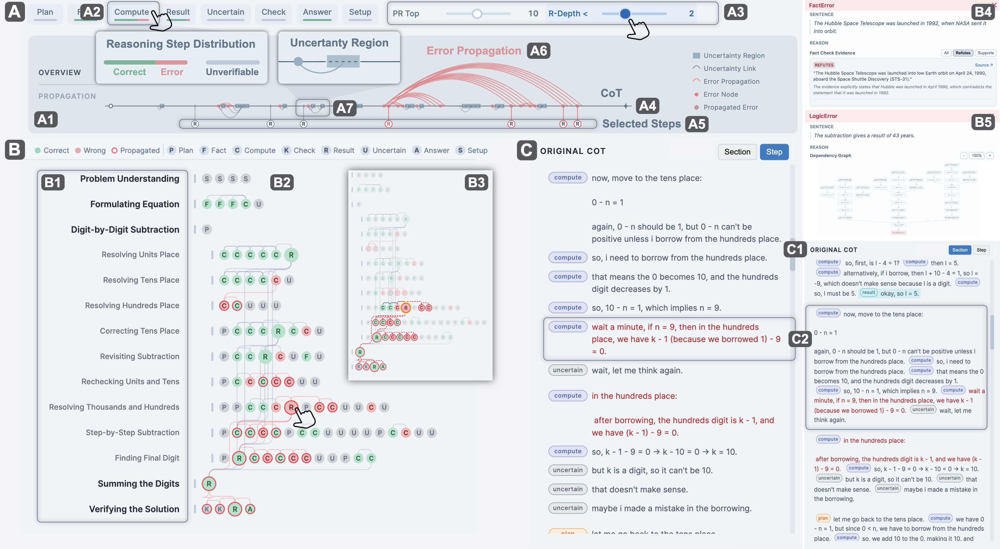 A
Plan
A2
Compute
Result
Uncertain
Check
Answer
Setup
PR Top
10
R-Depth <
2
A3
Reasoning Step Distribution
Correct
Error
Unverifiable
Uncertanty Region
Error Propagation
A6
OVERVIEW
PROPAGATION
A1
A7
CoT
A4
Selected Steps
A5
R
R
R
R
R
R
R
Uncertainty Region
Uncertainty Link
Error Propagation
Error Node
Propagated Error
B
Correct
Wrong
Propagated
P Plan
F Fact
C Compute
K Check
R Result
U Uncertain
A Answer
S Setup
B1
B2
B3
Problem Understanding S S S S
Formulating Equation F F F C U
Digit-by-Digit Subtraction P
Resolving Units Place C C C C C R
Resolving Tens Place C C C C C U
Resolving Hundreds Place C C U U U
Correcting Tens Place P C C C R C C U
Revisiting Subtraction P C C R C U F U
Rechecking Units and Tens P C C C C C U U
Resolving Thousands and Hundreds P P C C C R P C C U U C U
Step-by-Step Subtraction P C C C C P C C U U U U P C C U U
Finding Final Digit P R C C C C C U U P C C
Summing the Digits R
Verifying the Solution K K R A
S S S S
F F F C U
P
C C C C C R
C C C C C U
C C U U U
P C C C R C C U
P C C R C U F U
P C C C C C U U
P P C C C R P C C U U C U
P C C C C P C C U U U U P C C U U
P R C C C C C U U P C C
R
K K R A
C
ORIGINAL COT
Section
Step
compute now, move to the tens place:
0 - n = 1
again, 0 - n should be 1, but 0 - n can't be
positive unless i borrow from the hundreds place.
compute so, i need to borrow from the hundreds place.
compute that means the 0 becomes 10, and the hundreds
digit decreases by 1.
compute so, 10 - n = 1, which implies n = 9.
compute wait a minute, if n = 9, then in the hundreds
place, we have k - 1 (because we borrowed 1) - 9
= 0.
uncertain wait, let me think again.
compute in the hundreds place:
after borrowing, the hundreds digit is k - 1, and
we have (k - 1) - 9 = 0.
compute so, k - 1 - 9 = 0 → k - 10 = 0 → k = 10.
uncertain but k is a digit, so it can't be 10.
uncertain that doesn't make sense.
uncertain maybe i made a mistake in the borrowing.
plan let me go back to the tens place
FactError
B4
SENTENCE
The Hubble Space Telescope was launched in 1992, when NASA sent it
into orbit.
REASON
Fact Check Evidence
All
Refutes
Supports
REFUTES
Source ↗
"The Hubble Space Telescope was launched into low Earth orbit on April 24, 1990,
aboard the Space Shuttle Discovery (STS-31)."
The evidence explicitly states that Hubble was launched in April 1990, which contradicts the
statement that it was launched in 1992.
LogicError
B5
SENTENCE
The subtraction gives a result of 43 years.
REASON
Dependency Graph
-
100%
+
C1
ORIGINAL COT
Section
Step
compute so, first, is l - 4 = 1? compute then l = 5.
compute alternatively, if i borrow, then l + 10 - 4 = 1, so l =
-9, which doesn't make sense because l is a digit. compute
so, l must be 5. result okay, so l = 5.
C2
compute now, move to the tens place:
0 - n = 1
again, 0 - n should be 1, but 0 - n can't be positive unless i
borrow from the hundreds place. compute so, i need to
borrow from the hundreds place. compute that means the 0
becomes 10, and the hundreds digit decreases by 1.
compute so, 10 - n = 1, which implies n = 9. compute wait a
minute, if n = 9, then in the hundreds place, we have k - 1
(because we borrowed 1) - 9 = 0. uncertain wait, let me
think again.
compute in the hundreds place:
after borrowing, the hundreds digit is k - 1, and we have (k -
1) - 9 = 0. compute so, k - 1 - 9 = 0 → k - 10 = 0 → k = 10.
uncertain but k is a digit, so it can't be 10. uncertain that
doesn't make sense. uncertain maybe i made a mistake in
the borrowing.
plan let me go back to the tens place. compute we have 0
- n = 1, but since 0 < n, we have to borrow from the hundreds
place. compute so, we add 10 to the 0, making it 10, and